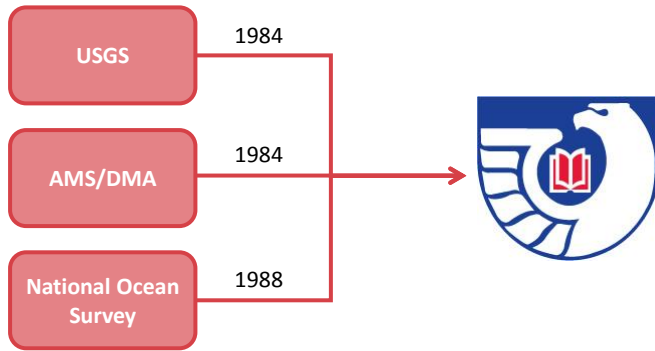 USGS
1984
AMS/DMA
1984
National Ocean
Survey
1988